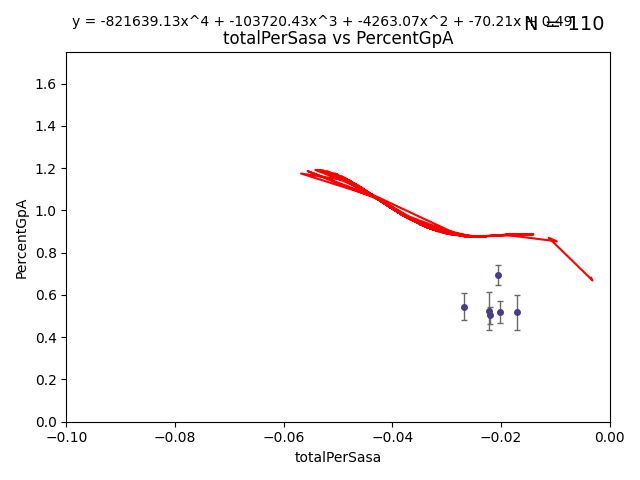 y = -821639.13x^4 + -103720.43x^3 + -4263.07x^2 + -70.21x + 0.49
N = 110
totalPerSasa vs PercentGpA
1.6
1.4
1.2
1.0
0.8
0.6
0.4
0.2
0.0
PercentGpA
−0.10 −0.08 −0.06 −0.04 −0.02 0.00
totalPerSasa